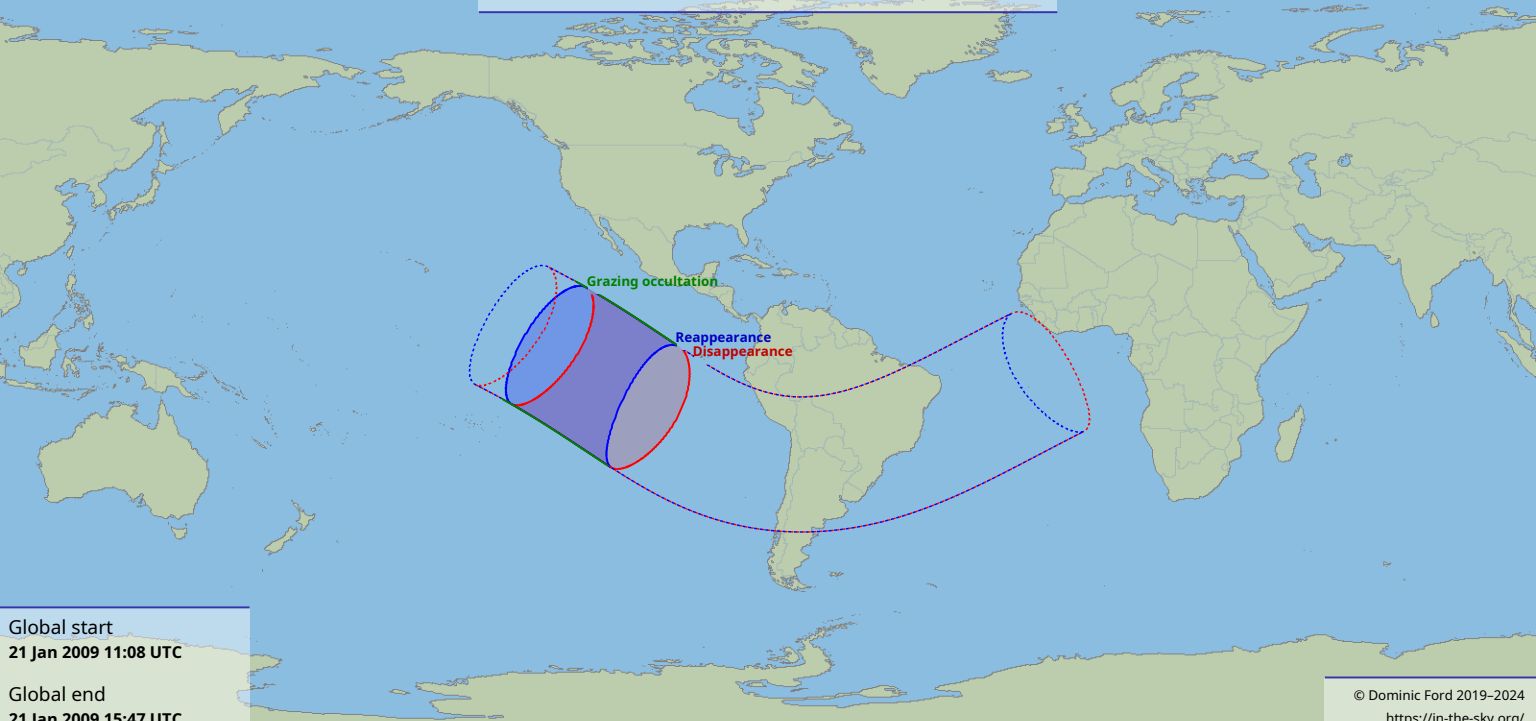 Grazing occultation
Reappearance
Disappearance
Global start
21 Jan 2009 11:08 UTC
Global end
21 Jan 2009 15:47 UTC
© Dominic Ford 2019–2024
https://in-the-sky.org/